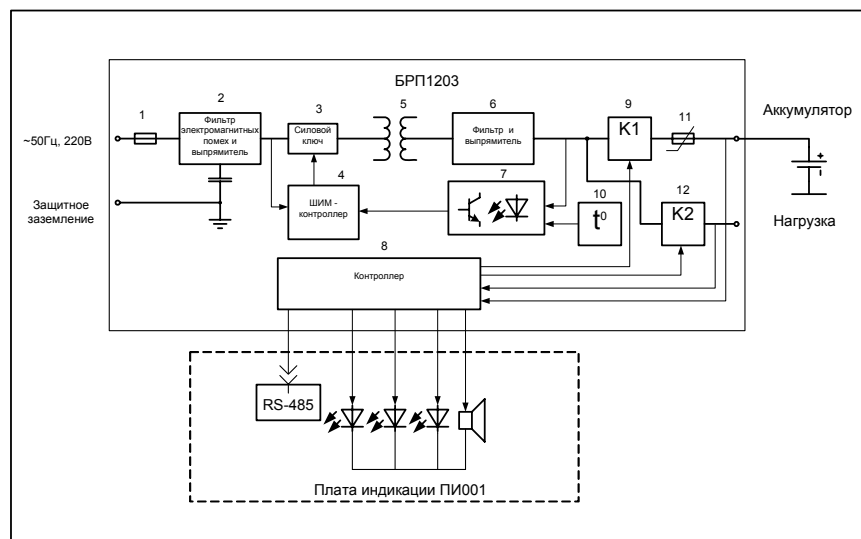 БРП1203
1
2
3
5
6
9
11
Аккумулятор
~50Гц, 220В
Фильтр
электромагнитных
помех и
выпрямитель
Силовой
ключ
Фильтр и
выпрямитель
K1
4
7
10
12
Защитное
заземление
ШИМ -
контроллер
t⁰
K2
Нагрузка
8
Контроллер
RS-485
Плата индикации ПИ001